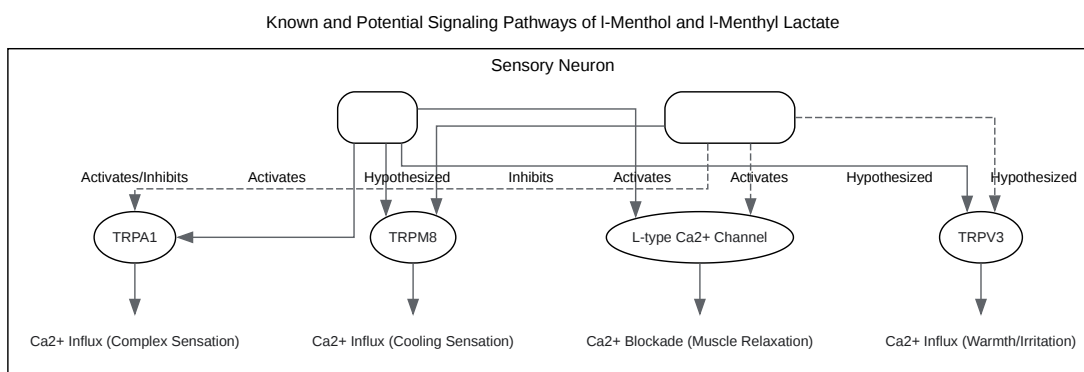 Known and Potential Signaling Pathways of l-Menthol and l-Menthyl Lactate
Sensory Neuron
Activates/Inhibits
Activates
Hypothesized
Inhibits
Activates
Activates
Hypothesized
Hypothesized
TRPA1
TRPM8
L-type Ca2+ Channel
TRPV3
Ca2+ Influx (Complex Sensation)
Ca2+ Influx (Cooling Sensation)
Ca2+ Blockade (Muscle Relaxation)
Ca2+ Influx (Warmth/Irritation)